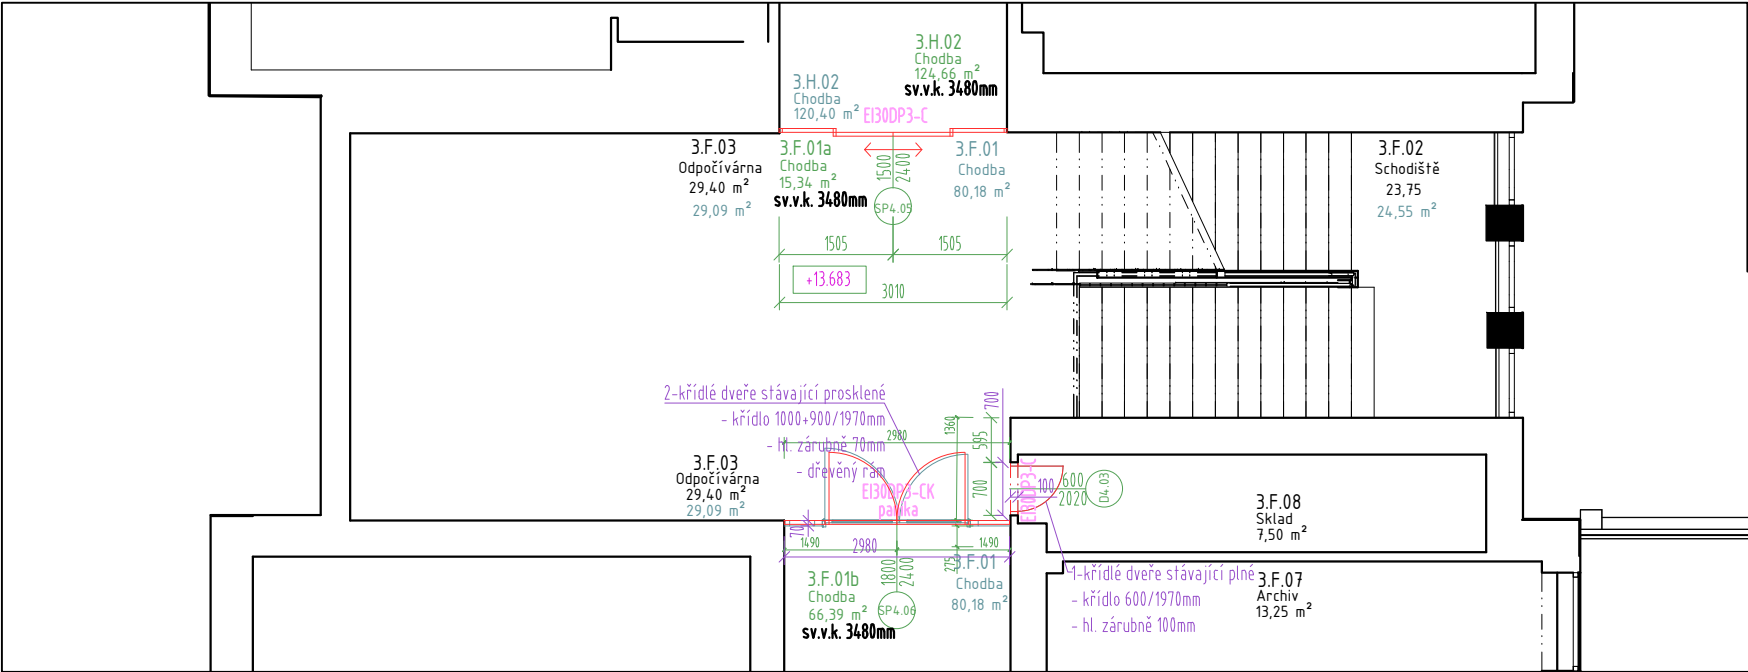 3.H.02
Chodba
124,66 m²
sv.v.k. 3480mm
3.H.02
Chodba
120,40 m²
EI30DP3-C
3.F.03
Odpočívárna
29,40 m²
29,09 m²
3.F.01a
Chodba
15,34 m²
sv.v.k. 3480mm
1500
2400
SP4.05
3.F.01
Chodba
80,18 m²
3.F.02
Schodiště
23,75
24,55 m²
1505
1505
+13.683
3010
2-křídlé dveře stávající prosklené
- křídlo 1000+900/1970mm
- hl. zárubně 70mm
- dřevěný rám
2980
1360
595
700
700
EI30DP3-CK
panika
EI30DP3-C
100
600
2020
D4.03
3.F.03
Odpočívárna
29,40 m²
29,09 m²
3.F.08
Sklad
7,50 m²
70
1490
2980
1490
275
1800
2400
SP4.06
3.F.01b
Chodba
66,39 m²
sv.v.k. 3480mm
3.F.01
Chodba
80,18 m²
1-křídlé dveře stávající plné
- křídlo 600/1970mm
- hl. zárubně 100mm
3.F.07
Archiv
13,25 m²